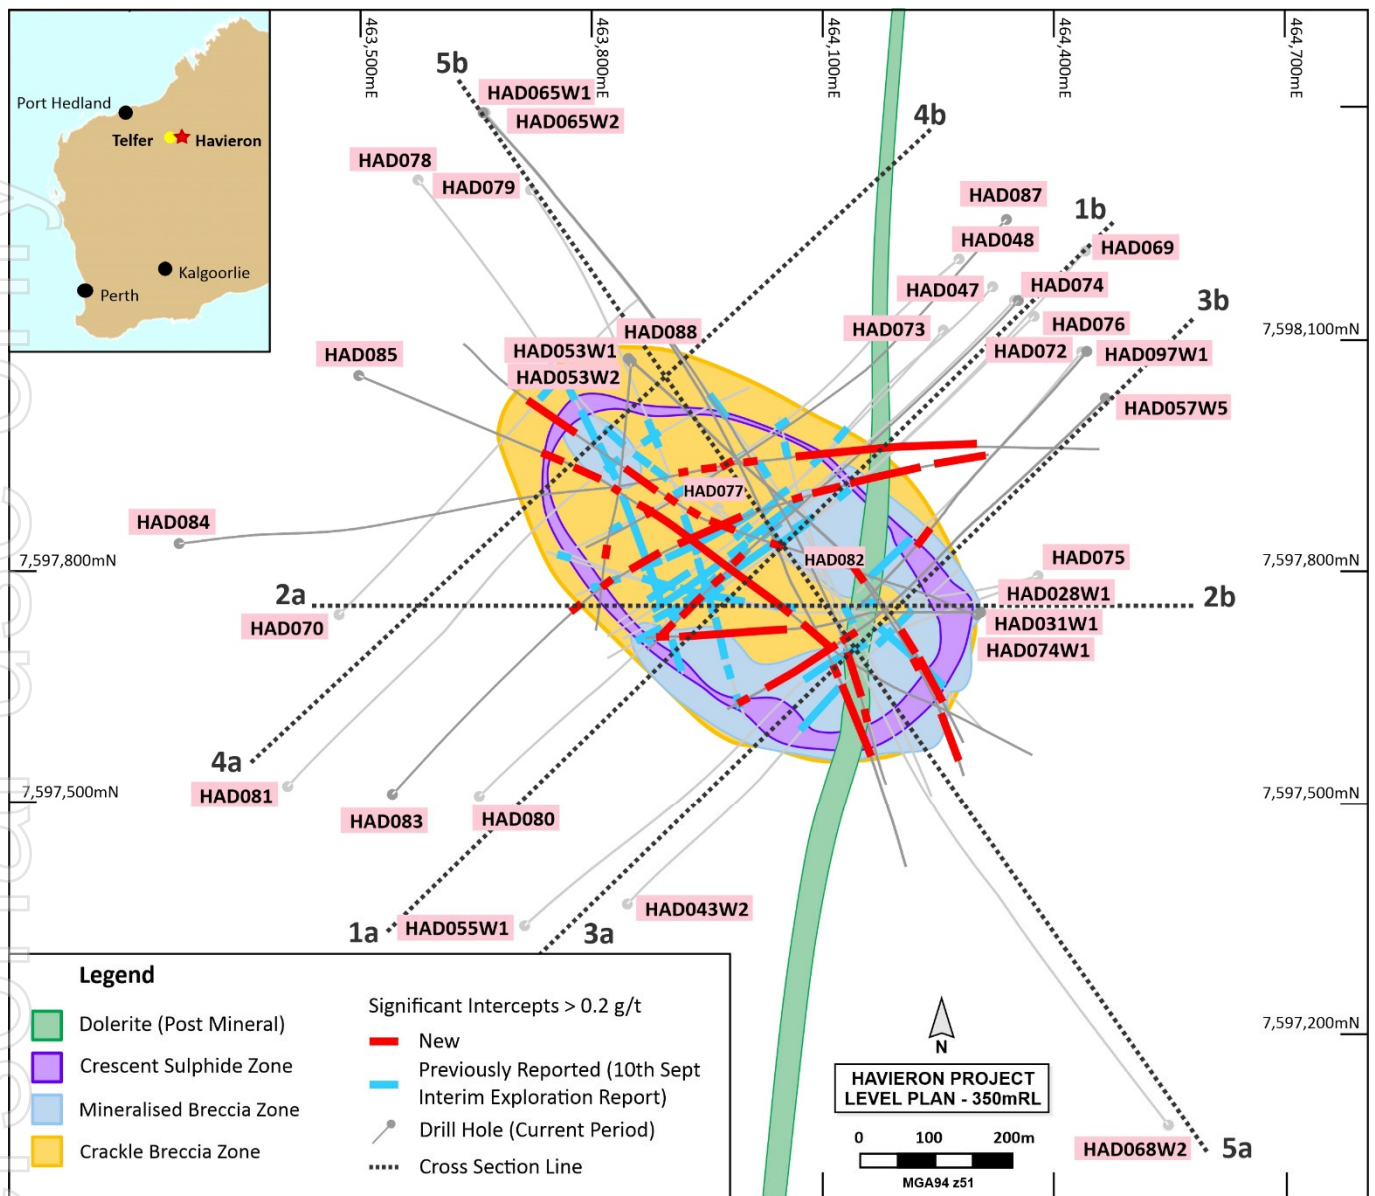 463,500mE
463,800mE
464,100mE
464,400mE
464,700mE
Port Hedland
Telfer
Havieron
Kalgoorlie
Perth
5b
HAD065W1
HAD065W2
4b
HAD078
HAD079
HAD087
1b
HAD048
HAD069
HAD047
HAD074
3b
HAD073
HAD076
7,598,100mN
HAD088
HAD085
HAD053W1
HAD072
HAD097W1
HAD053W2
HAD057W5
HAD077
HAD084
7,597,800mN
HAD082
HAD075
7,597,800mN
2a
HAD028W1
2b
HAD070
HAD031W1
HAD074W1
4a
HAD081
7,597,500mN
HAD083
HAD080
7,597,500mN
HAD043W2
1a
HAD055W1
3a
Legend
Dolerite (Post Mineral)
Crescent Sulphide Zone
Mineralised Breccia Zone
Crackle Breccia Zone
Significant Intercepts > 0.2 g/t
New
Previously Reported (10th Sept
Interim Exploration Report)
Drill Hole (Current Period)
Cross Section Line
N
7,597,200mN
HAVIERON PROJECT
LEVEL PLAN - 350mRL
0 100 200m
MGA94 z51
HAD068W2
5a